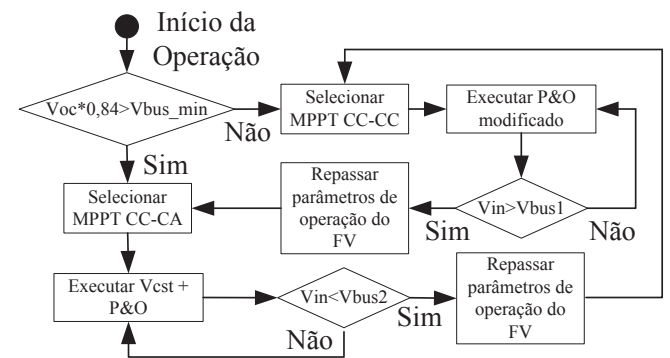 Início da
Operação
Voc*0,84>Vbus_min
Não
Selecionar
MPPT CC-CC
Executar P&O
modificado
Sim
Selecionar
MPPT CC-CA
Repassar
parâmetros de
operação do
FV
Sim
Vin>Vbus1
Não
Executar Vcst +
P&O
Vin<Vbus2
Não
Sim
Repassar
parâmetros de
operação do
FV